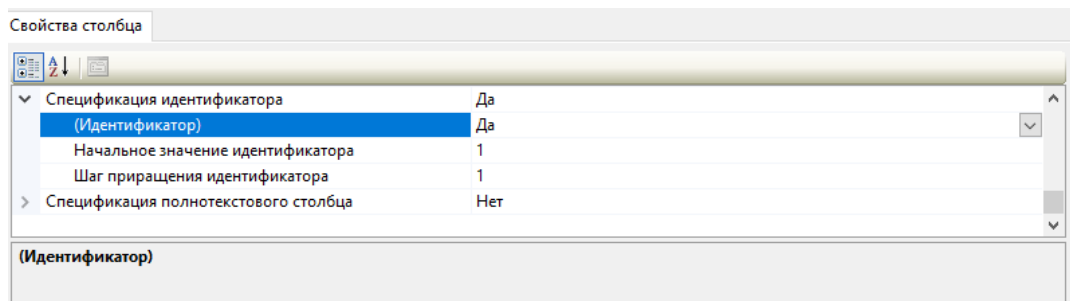 Свойства столбца
Спецификация идентификатора Да
(Идентификатор) Да
Начальное значение идентификатора 1
Шаг приращения идентификатора 1
Спецификация полнотекстового столбца Нет
(Идентификатор)